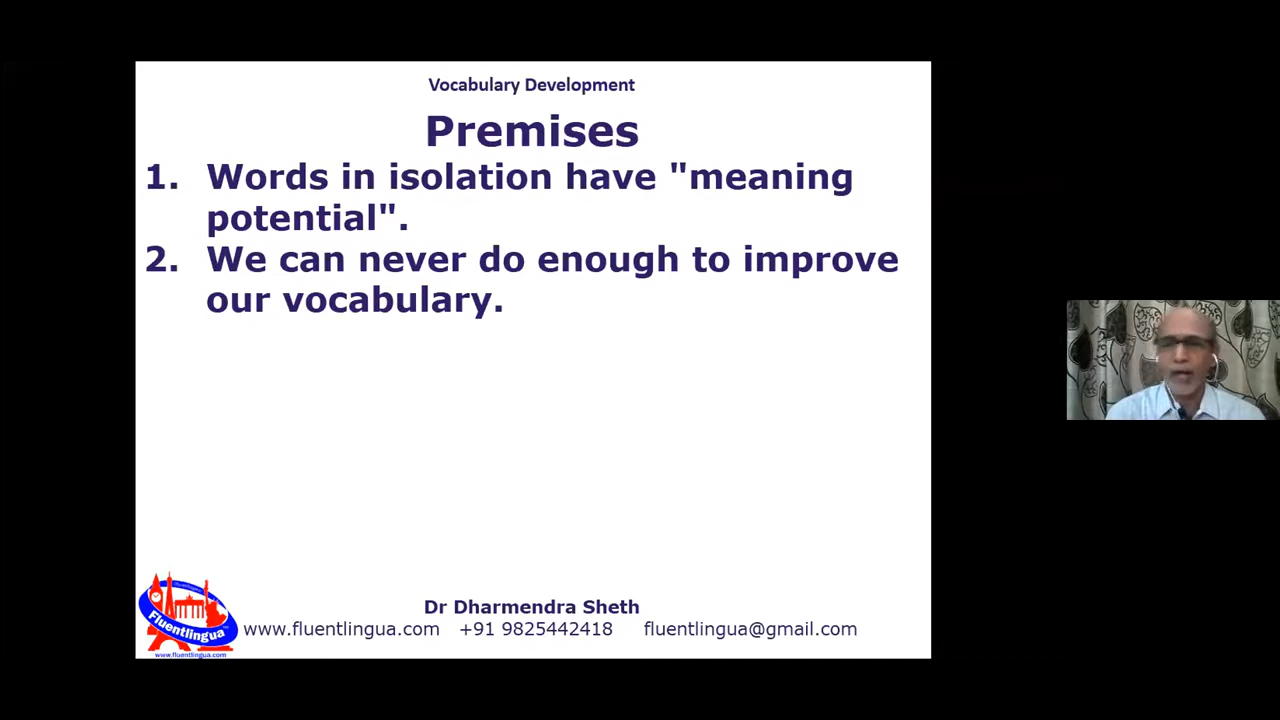 Vocabulary Development
Premises
1. Words in isolation have "meaning
potential".
2. We can never do enough to improve
our vocabulary.
Dr Dharmendra Sheth
www.fluentlingua.com +91 9825442418 fluentlingua@gmail.com
Fluentlingua
www.fluentlingua.com